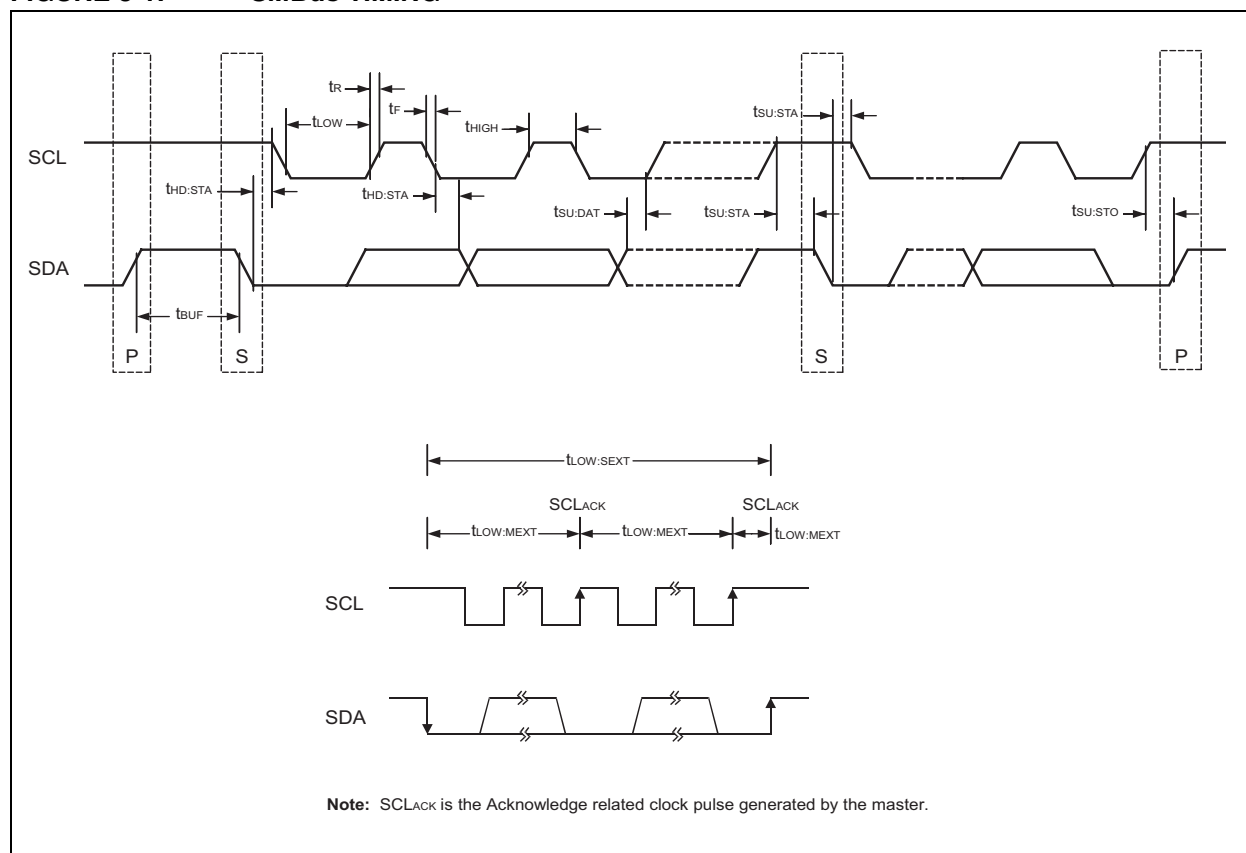 tR
tF
tLOW
tHIGH
tSU:STA
SCL
tHD:STA
tHD:STA
tSU:DAT
tSU:STA
tSU:STO
SDA
tBUF
P
S
S
P
tLOW:SEXT
SCLACK
SCLACK
tLOW:MEXT
tLOW:MEXT
tLOW:MEXT
SCL
SDA
Note: SCLACK is the Acknowledge related clock pulse generated by the master.